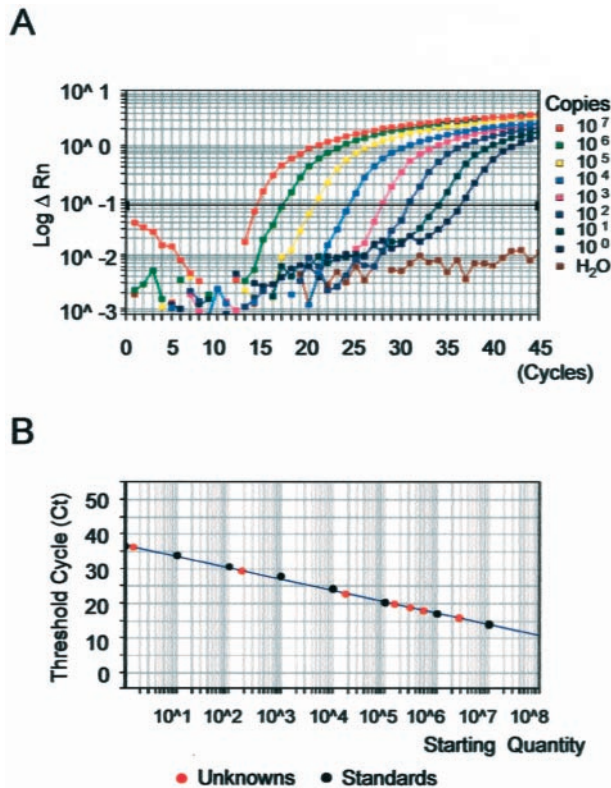 A
Copies
10^ 1
10^ 0
10^ -1
10^ -2
10^ -3
Log Δ Rn
10 7
10 6
10 5
10 4
10 3
10 2
10 1
10 0
H2O
0 5 10 15 20 25 30 35 40 45
(Cycles)
B
50
40
30
20
10
0
Threshold Cycle (Ct)
10^1 10^2 10^3 10^4 10^5 10^6 10^7 10^8
Starting Quantity
Unknowns Standards